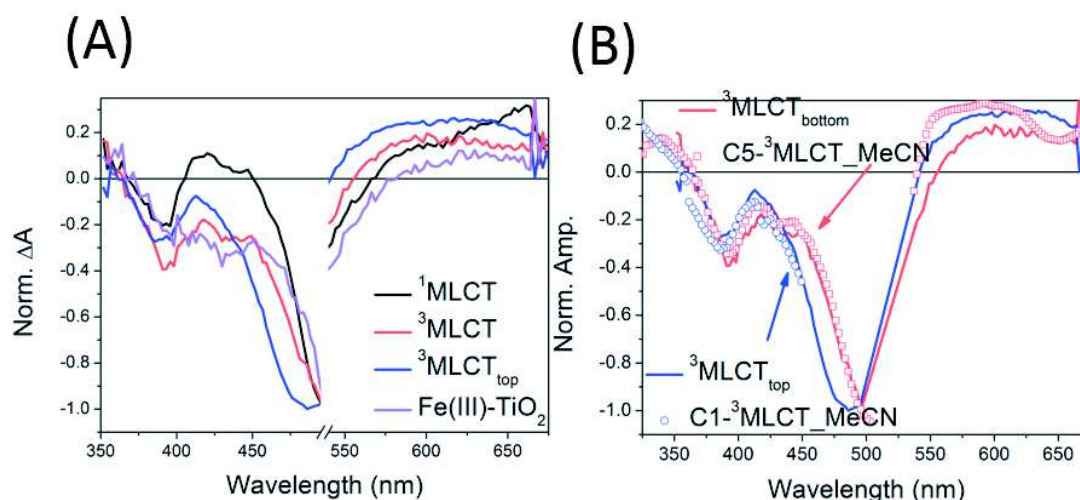 (A)
(B)
0.2
0.0
-0.2
-0.4
-0.6
-0.8
-1.0
Norm. ΔA
350 400 450 550 600 650
Wavelength (nm)
¹MLCT
³MLCT
³MLCTtop
Fe(III)-TiO₂
0.2
0.0
-0.2
-0.4
-0.6
-0.8
-1.0
Norm. Amp.
350 400 450 500 550 600 650
Wavelength (nm)
³MLCTbottom
C5-³MLCT_MeCN
³MLCTtop
C1-³MLCT_MeCN